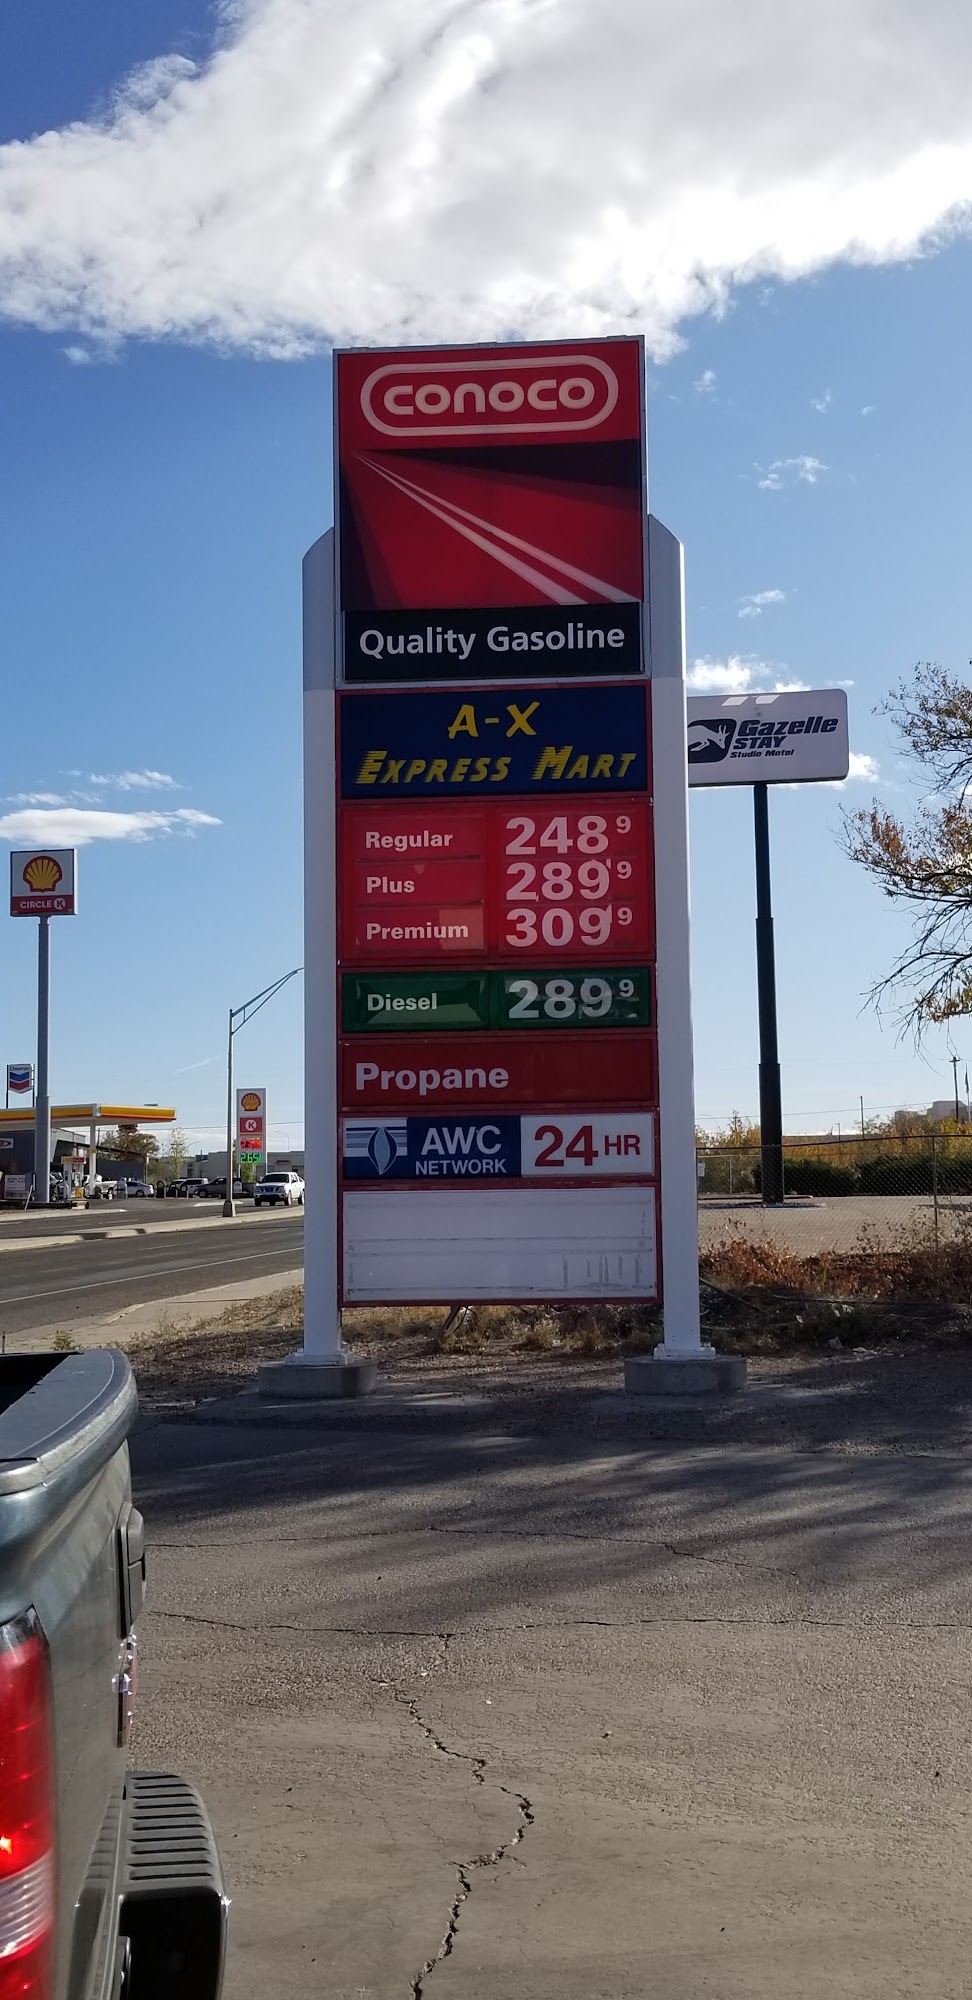 conoco
Quality Gasoline
A-X
EXPRESS MART
Regular 248 9
Plus 289 9
Premium 309 9
Diesel 289 9
Propane
AWC
NETWORK
24 HR
Gazelle
STAY
Studio Motel
CIRCLE K
Chevron
K